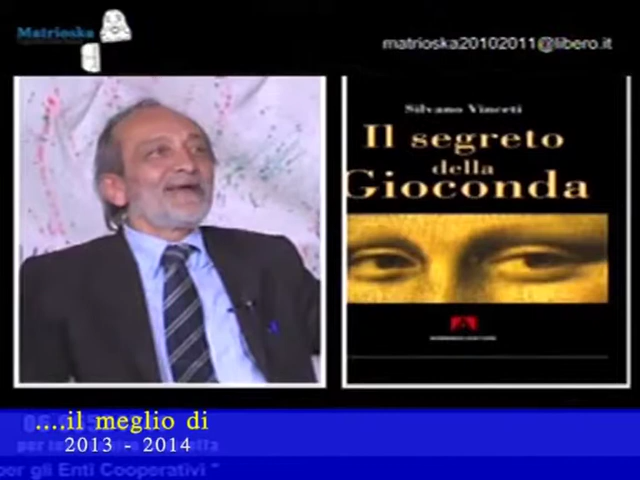 Matrioska
matrioska20102011@libero.it
Silvano Vinceti
Il segreto
della
Gioconda
....il meglio di
2013 - 2014
per gli Enti Cooperativi "